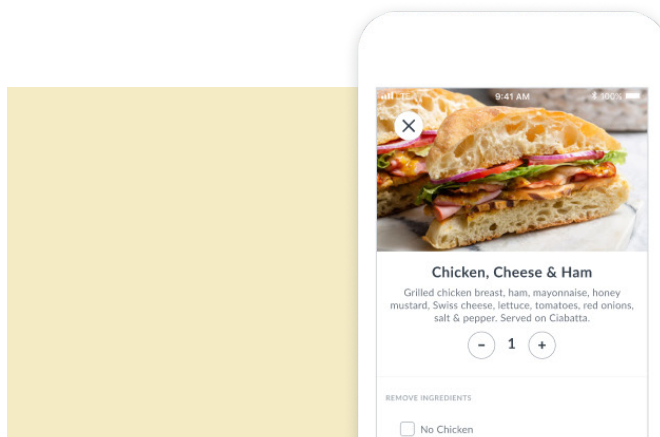 9:41 AM
100%
Chicken, Cheese & Ham
Grilled chicken breast, ham, mayonnaise, honey
mustard, Swiss cheese, lettuce, tomatoes, red onions,
salt & pepper. Served on Ciabatta.
- 1 +
REMOVE INGREDIENTS
No Chicken